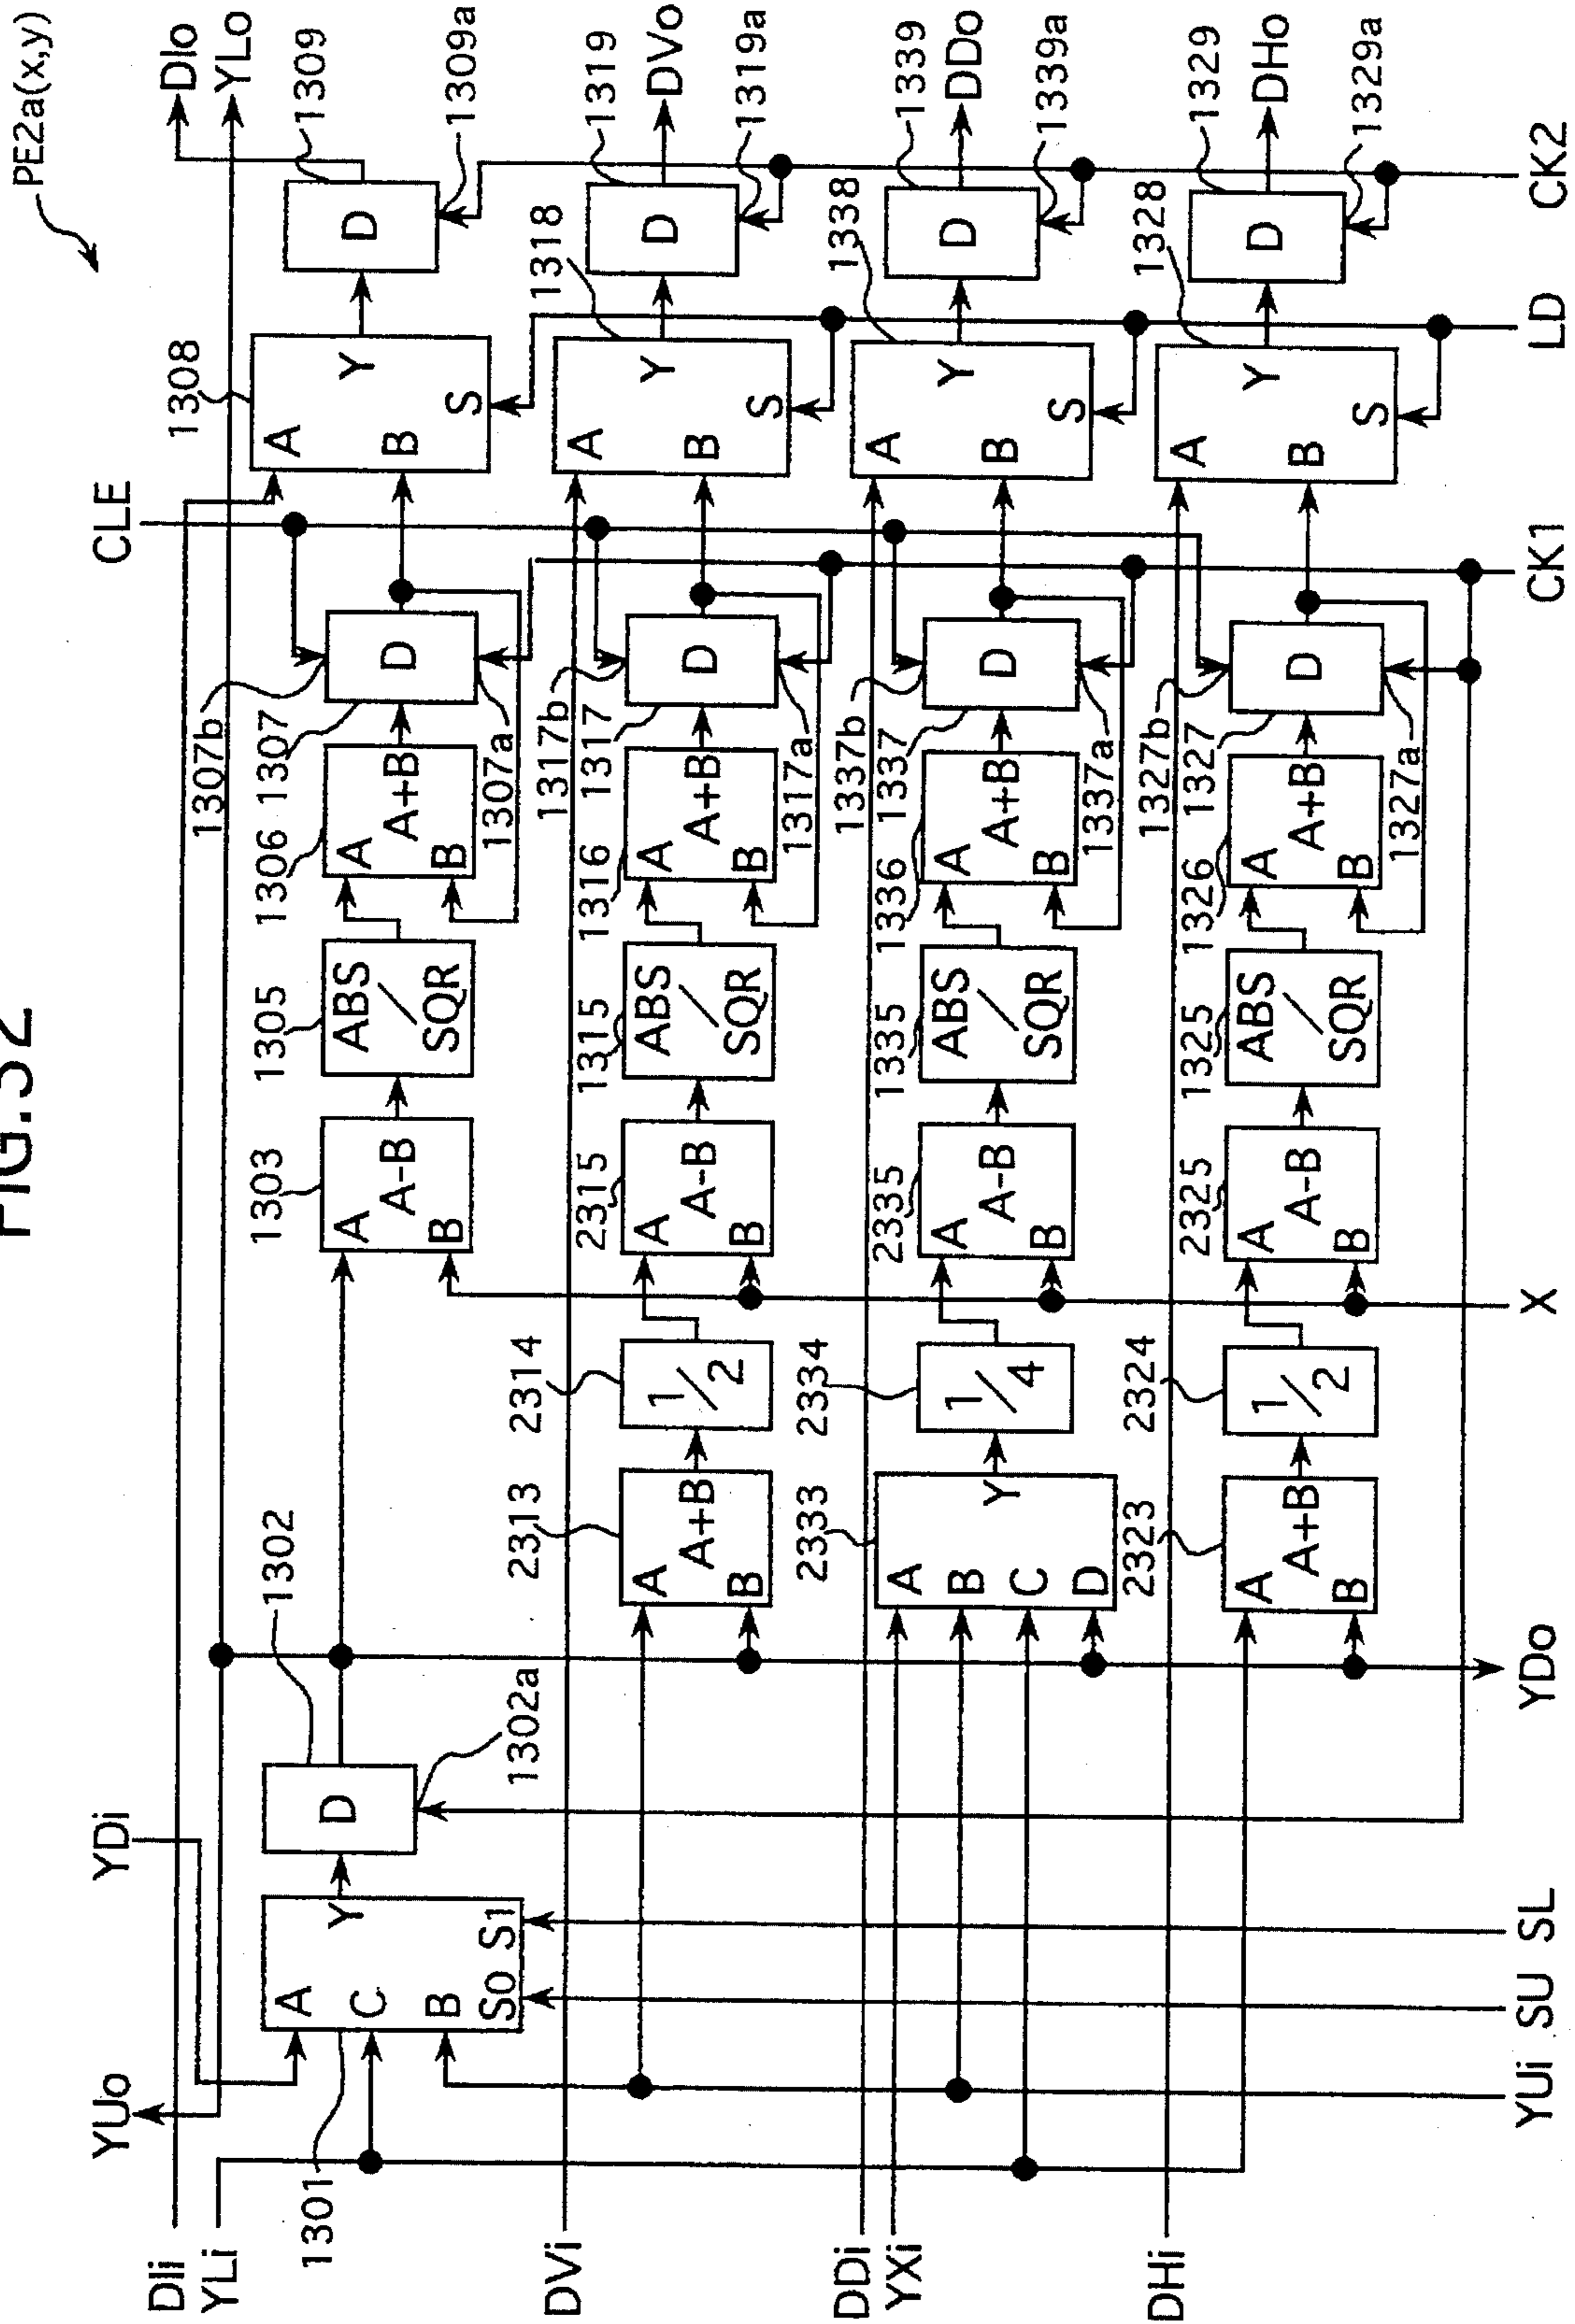 FIG.32
PE2a(x,y)
YUo
YDi
CLE
DIi
YLi
DIo
YLo
1301
A
C
B
Y
S0 S1
D
1302
1302a
1303
A
A-B
B
1305
ABS
/
SQR
1306
A
A+B
B
1307b
1307
D
1307a
1308
A
B
Y
S
1309
D
1309a
DVi
2313
A
A+B
B
2314
1/2
2315
A
A-B
B
1315
ABS
/
SQR
1316
A
A+B
B
1317b
1317
D
1317a
1318
A
B
Y
S
1319
D
1319a
DVo
DDi
YXi
2333
A
B
C
D
Y
2334
1/4
2335
A
A-B
B
1335
ABS
/
SQR
1336
A
A+B
B
1337b
1337
D
1337a
1338
A
B
Y
S
1339
D
1339a
DDo
DHi
2323
A
A+B
B
2324
1/2
2325
A
A-B
B
1325
ABS
/
SQR
1326
A
A+B
B
1327b
1327
D
1327a
1328
A
B
Y
S
1329
D
1329a
DHo
YUi
SU
SL
YDo
X
CK1
LD
CK2